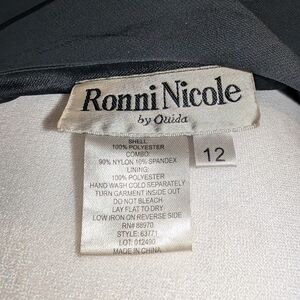 Ronni Nicole
by Ouida
12
SHELL
100% POLYESTER
COMBO:
90% NYLON 10% SPANDEX
LINING:
100% POLYESTER
HAND WASH COLD SEPARATELY
TURN GARMENT INSIDE OUT
DO NOT BLEACH
LAY FLAT TO DRY
LOW IRON ON REVERSE SIDE
RN# 88970
STYLE: 63771
LOT: 012490
MADE IN CHINA